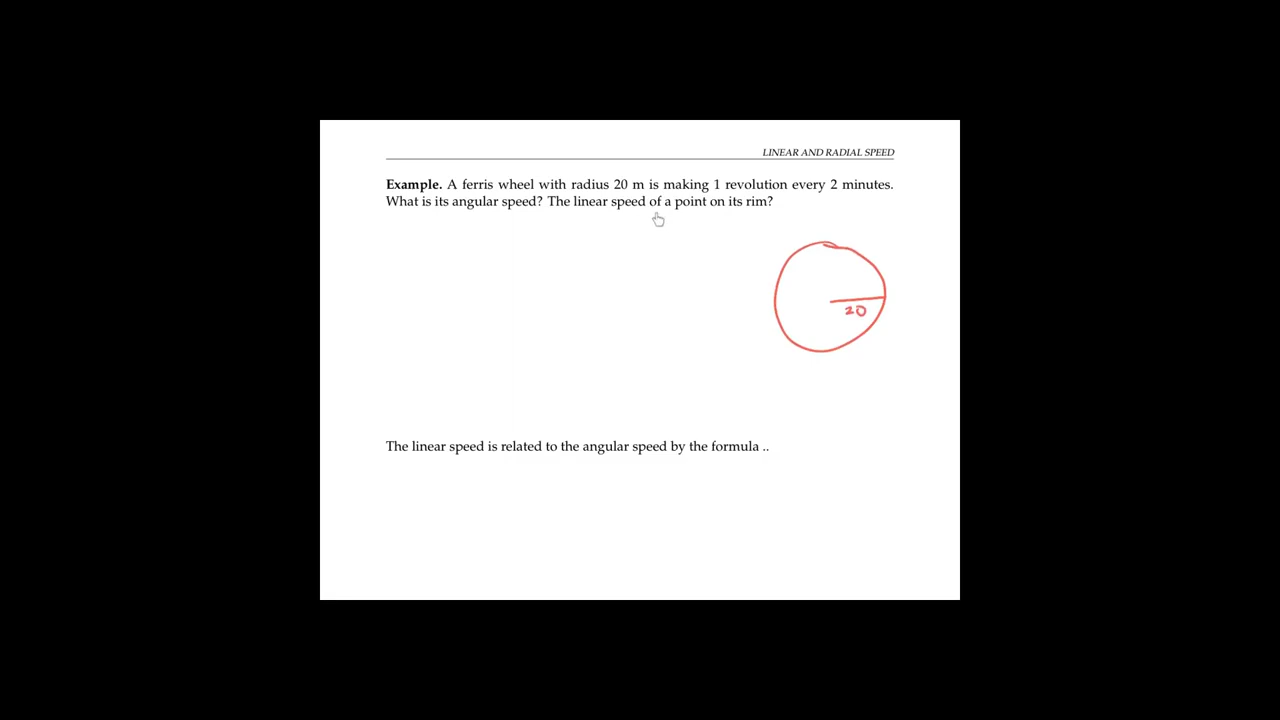 LINEAR AND RADIAL SPEED
Example. A ferris wheel with radius 20 m is making 1 revolution every 2 minutes.
What is its angular speed? The linear speed of a point on its rim?
20
The linear speed is related to the angular speed by the formula ..